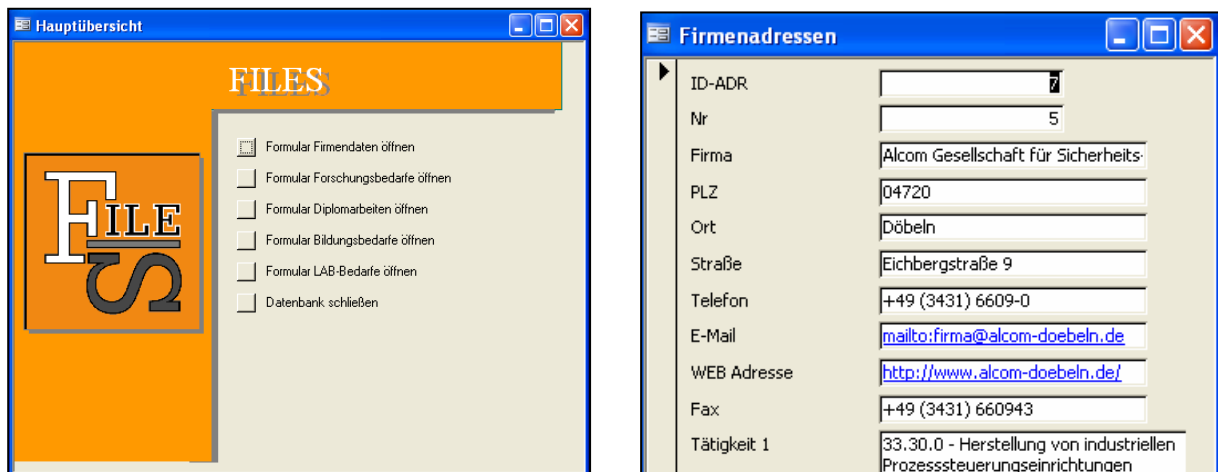 Hauptübersicht
FILES
FILES
Formular Firmendaten öffnen
Formular Forschungsbedarfe öffnen
Formular Diplomarbeiten öffnen
Formular Bildungsbedarfe öffnen
Formular LAB-Bedarfe öffnen
Datenbank schließen
Firmenadressen
ID-ADR 7
Nr 5
Firma Alcom Gesellschaft für Sicherheits-
PLZ 04720
Ort Döbeln
Straße Eichbergstraße 9
Telefon +49 (3431) 6609-0
E-Mail mailto:firma@alcom-doebeln.de
WEB Adresse http://www.alcom-doebeln.de/
Fax +49 (3431) 660943
Tätigkeit 1 33.30.0 - Herstellung von industriellen
Prozesssteuerungseinrichtungen